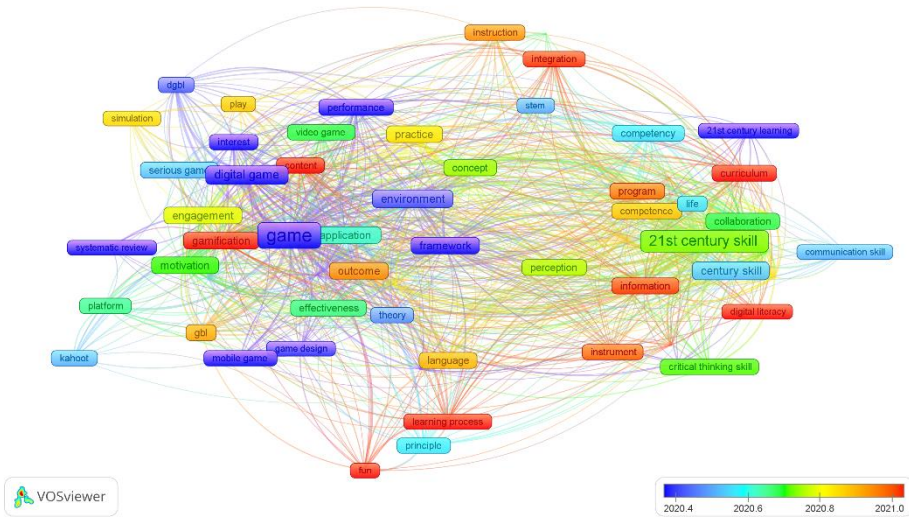 instruction
integration
dgbl
play
performance
stem
simulation
video game
practice
competency
21st century learning
interest
content
concept
serious game
digital game
curriculum
program
environment
life
competence
engagement
collaboration
game
application
gamification
21st century skill
systematic review
framework
communication skill
motivation
outcome
perception
century skill
information
platform
effectiveness
theory
digital literacy
gbl
game design
mobile game
language
instrument
kahoot
critical thinking skill
learning process
principle
fun
VOSviewer
2020.4 2020.6 2020.8 2021.0